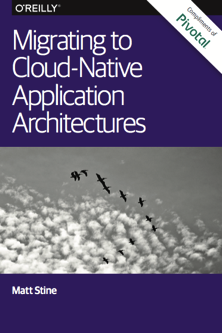 O'REILLY®
Compliments of
Pivotal
Migrating to
Cloud-Native
Application
Architectures
Matt Stine